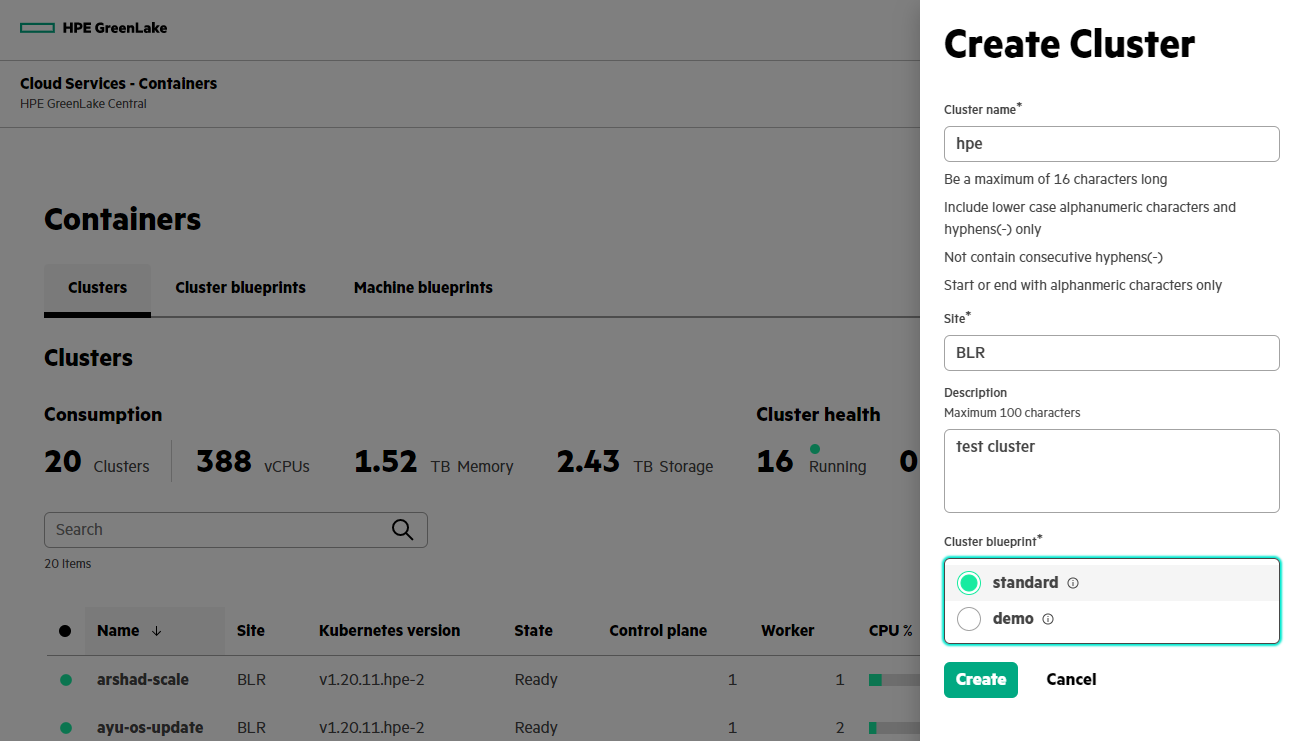 HPE GreenLake
Cloud Services - Containers
HPE GreenLake Central
Containers
Clusters Cluster blueprints Machine blueprints
Clusters
Consumption Cluster health
20 Clusters 388 vCPUs 1.52 TB Memory 2.43 TB Storage 16 Running 0
Search
20 Items
Name Site Kubernetes version State Control plane Worker CPU %
arshad-scale BLR v1.20.11.hpe-2 Ready 1 1
ayu-os-update BLR v1.20.11.hpe-2 Ready 1 2
Create Cluster
Cluster name*
hpe
Be a maximum of 16 characters long
Include lower case alphanumeric characters and
hyphens(-) only
Not contain consecutive hyphens(-)
Start or end with alphanmeric characters only
Site*
BLR
Description
Maximum 100 characters
test cluster
Cluster blueprint*
standard
demo
Create Cancel